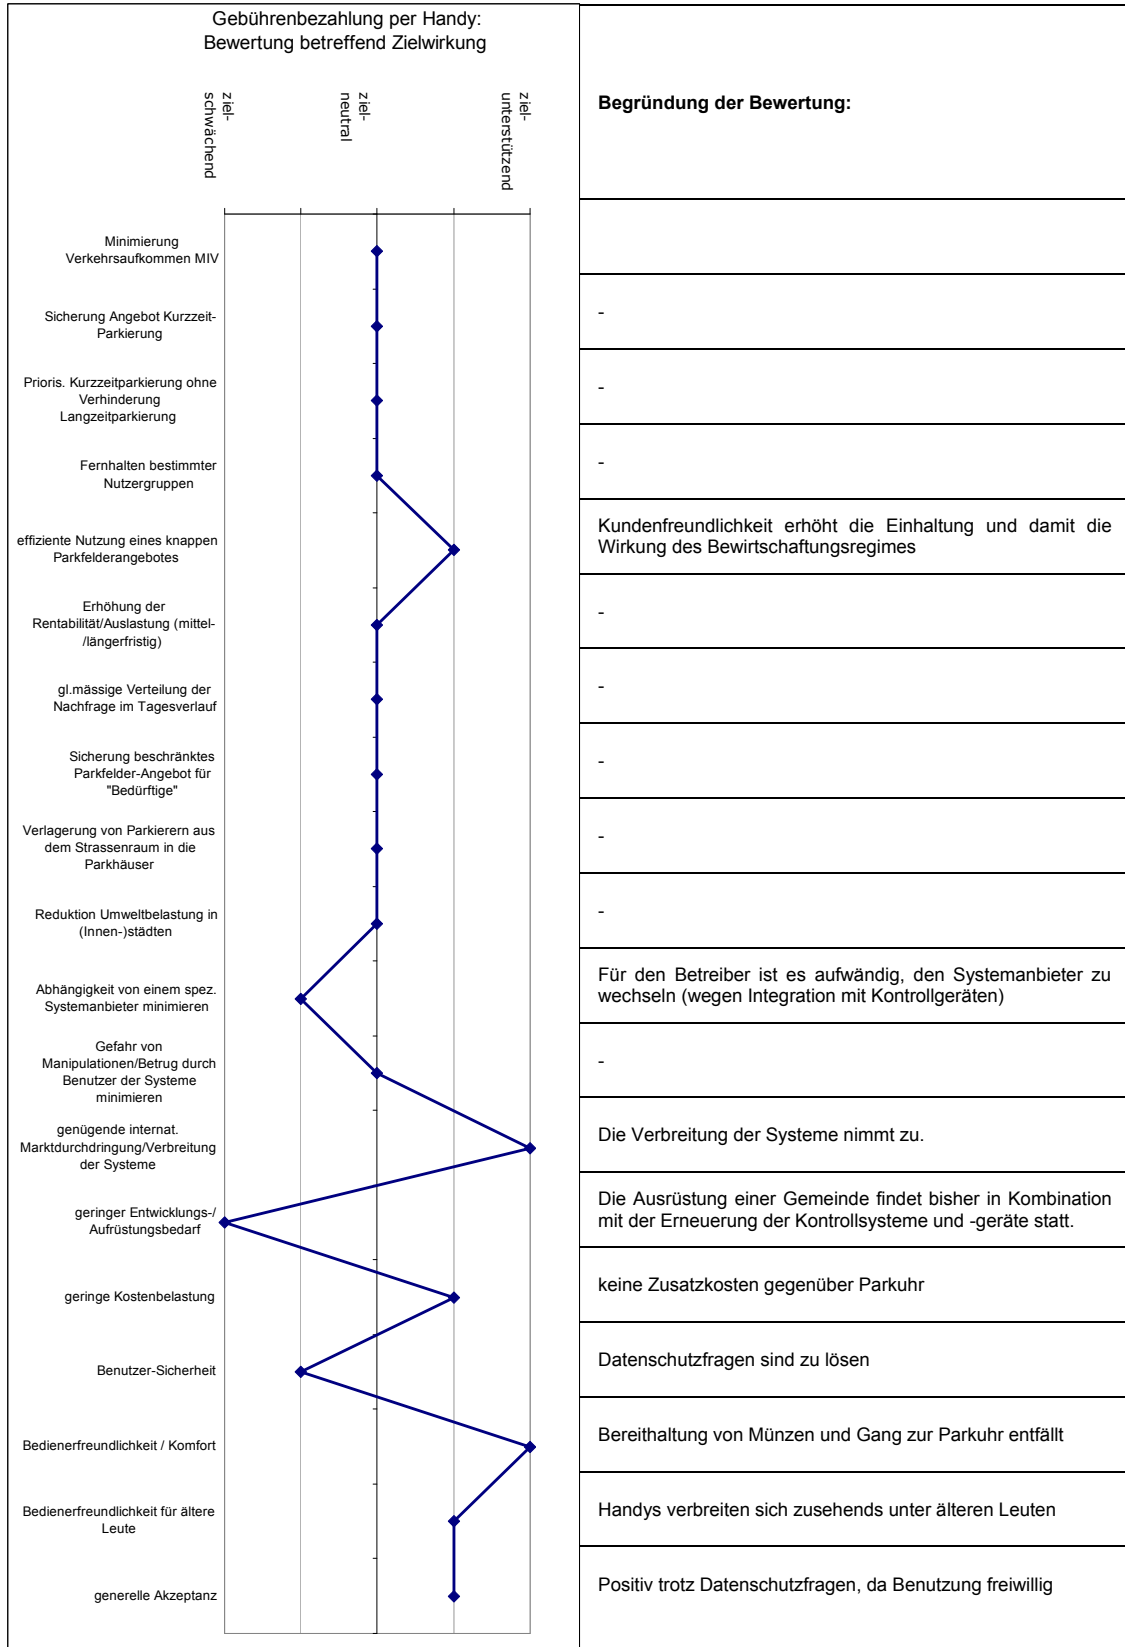 Gebührenbezahlung per Handy:
Bewertung betreffend Zielwirkung
ziel-
schwächend
ziel-
neutral
ziel-
unterstützend
Begründung der Bewertung:
Minimierung
Verkehrsaufkommen MIV
Sicherung Angebot Kurzzeit-
Parkierung
-
Prioris. Kurzzeitparkierung ohne
Verhinderung
Langzeitparkierung
-
Fernhalten bestimmter
Nutzergruppen
-
effiziente Nutzung eines knappen
Parkfelderangebotes
Kundenfreundlichkeit erhöht die Einhaltung und damit die
Wirkung des Bewirtschaftungsregimes
Erhöhung der
Rentabilität/Auslastung (mittel-
/längerfristig)
-
gl.mässige Verteilung der
Nachfrage im Tagesverlauf
-
Sicherung beschränktes
Parkfelder-Angebot für
"Bedürftige"
-
Verlagerung von Parkierern aus
dem Strassenraum in die
Parkhäuser
-
Reduktion Umweltbelastung in
(Innen-)städten
-
Abhängigkeit von einem spez.
Systemanbieter minimieren
Für den Betreiber ist es aufwändig, den Systemanbieter zu
wechseln (wegen Integration mit Kontrollgeräten)
Gefahr von
Manipulationen/Betrug durch
Benutzer der Systeme
minimieren
-
genügende internat.
Marktdurchdringung/Verbreitung
der Systeme
Die Verbreitung der Systeme nimmt zu.
geringer Entwicklungs-/
Aufrüstungsbedarf
Die Ausrüstung einer Gemeinde findet bisher in Kombination
mit der Erneuerung der Kontrollsysteme und -geräte statt.
geringe Kostenbelastung
keine Zusatzkosten gegenüber Parkuhr
Benutzer-Sicherheit
Datenschutzfragen sind zu lösen
Bedienerfreundlichkeit / Komfort
Bereithaltung von Münzen und Gang zur Parkuhr entfällt
Bedienerfreundlichkeit für ältere
Leute
Handys verbreiten sich zusehends unter älteren Leuten
generelle Akzeptanz
Positiv trotz Datenschutzfragen, da Benutzung freiwillig